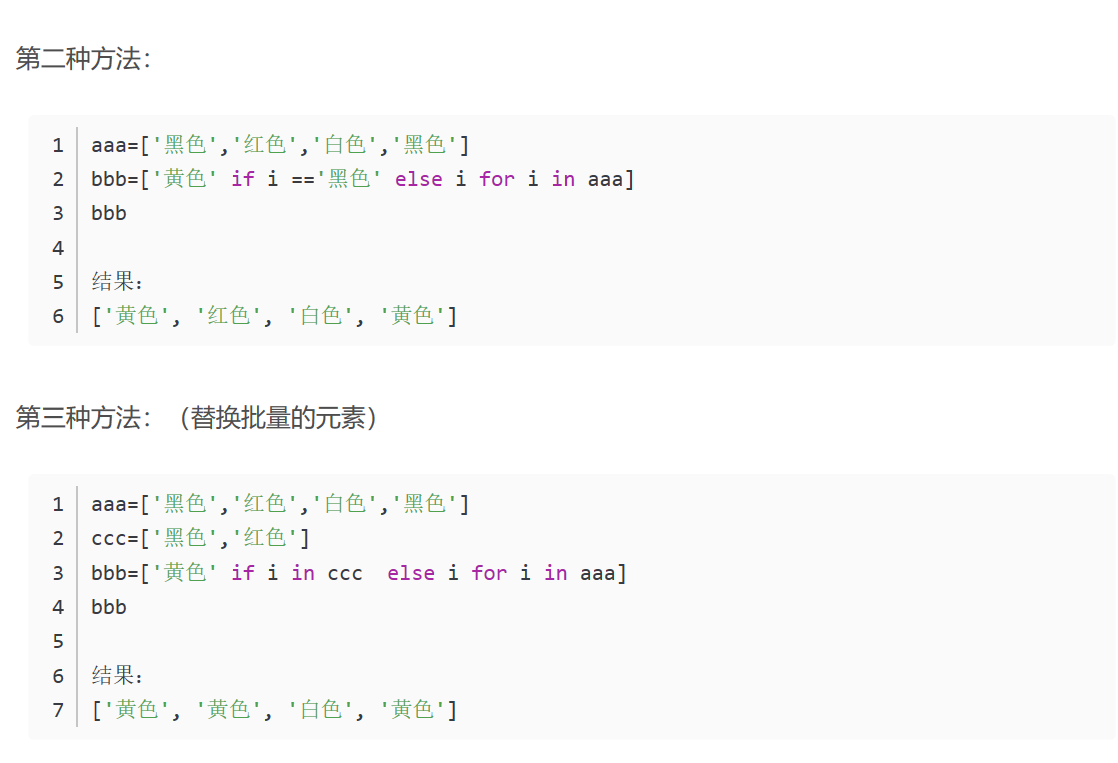 第二种方法：
1 aaa=['黑色','红色','白色','黑色']
2 bbb=['黄色' if i =='黑色' else i for i in aaa]
3 bbb
4
5 结果：
6 ['黄色', '红色', '白色', '黄色']
第三种方法：（替换批量的元素）
1 aaa=['黑色','红色','白色','黑色']
2 ccc=['黑色','红色']
3 bbb=['黄色' if i in ccc  else i for i in aaa]
4 bbb
5
6 结果：
7 ['黄色', '黄色', '白色', '黄色']